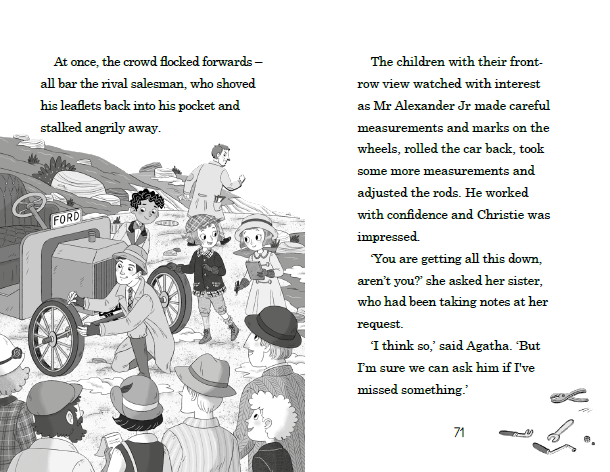 At once, the crowd flocked forwards –
all bar the rival salesman, who shoved
his leaflets back into his pocket and
stalked angrily away.
FORD
The children with their front-
row view watched with interest
as Mr Alexander Jr made careful
measurements and marks on the
wheels, rolled the car back, took
some more measurements and
adjusted the rods. He worked
with confidence and Christie was
impressed.
‘You are getting all this down,
aren’t you?’ she asked her sister,
who had been taking notes at her
request.
‘I think so,’ said Agatha. ‘But
I'm sure we can ask him if I've
missed something.’
71